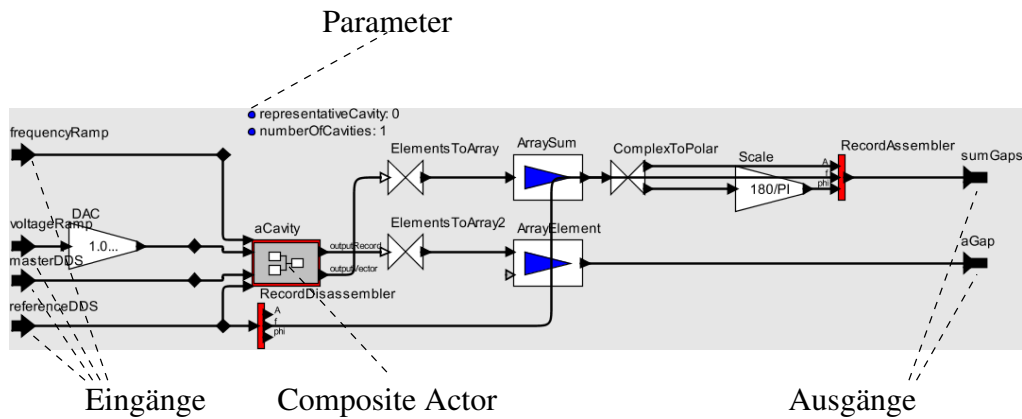 Parameter
representativeCavity: 0
numberOfCavities: 1
frequencyRamp
ElementsToArray
ArraySum
ComplexToPolar
Scale
RecordAssembler
sumGaps
A
f
phi
180/PI
DAC
voltageRamp
1.0...
aCavity
ElementsToArray2
ArrayElement
outputRecord
outputVector
aGap
masterDDS
RecordDisassembler
referenceDDS
A
f
phi
Eingänge
Composite Actor
Ausgänge